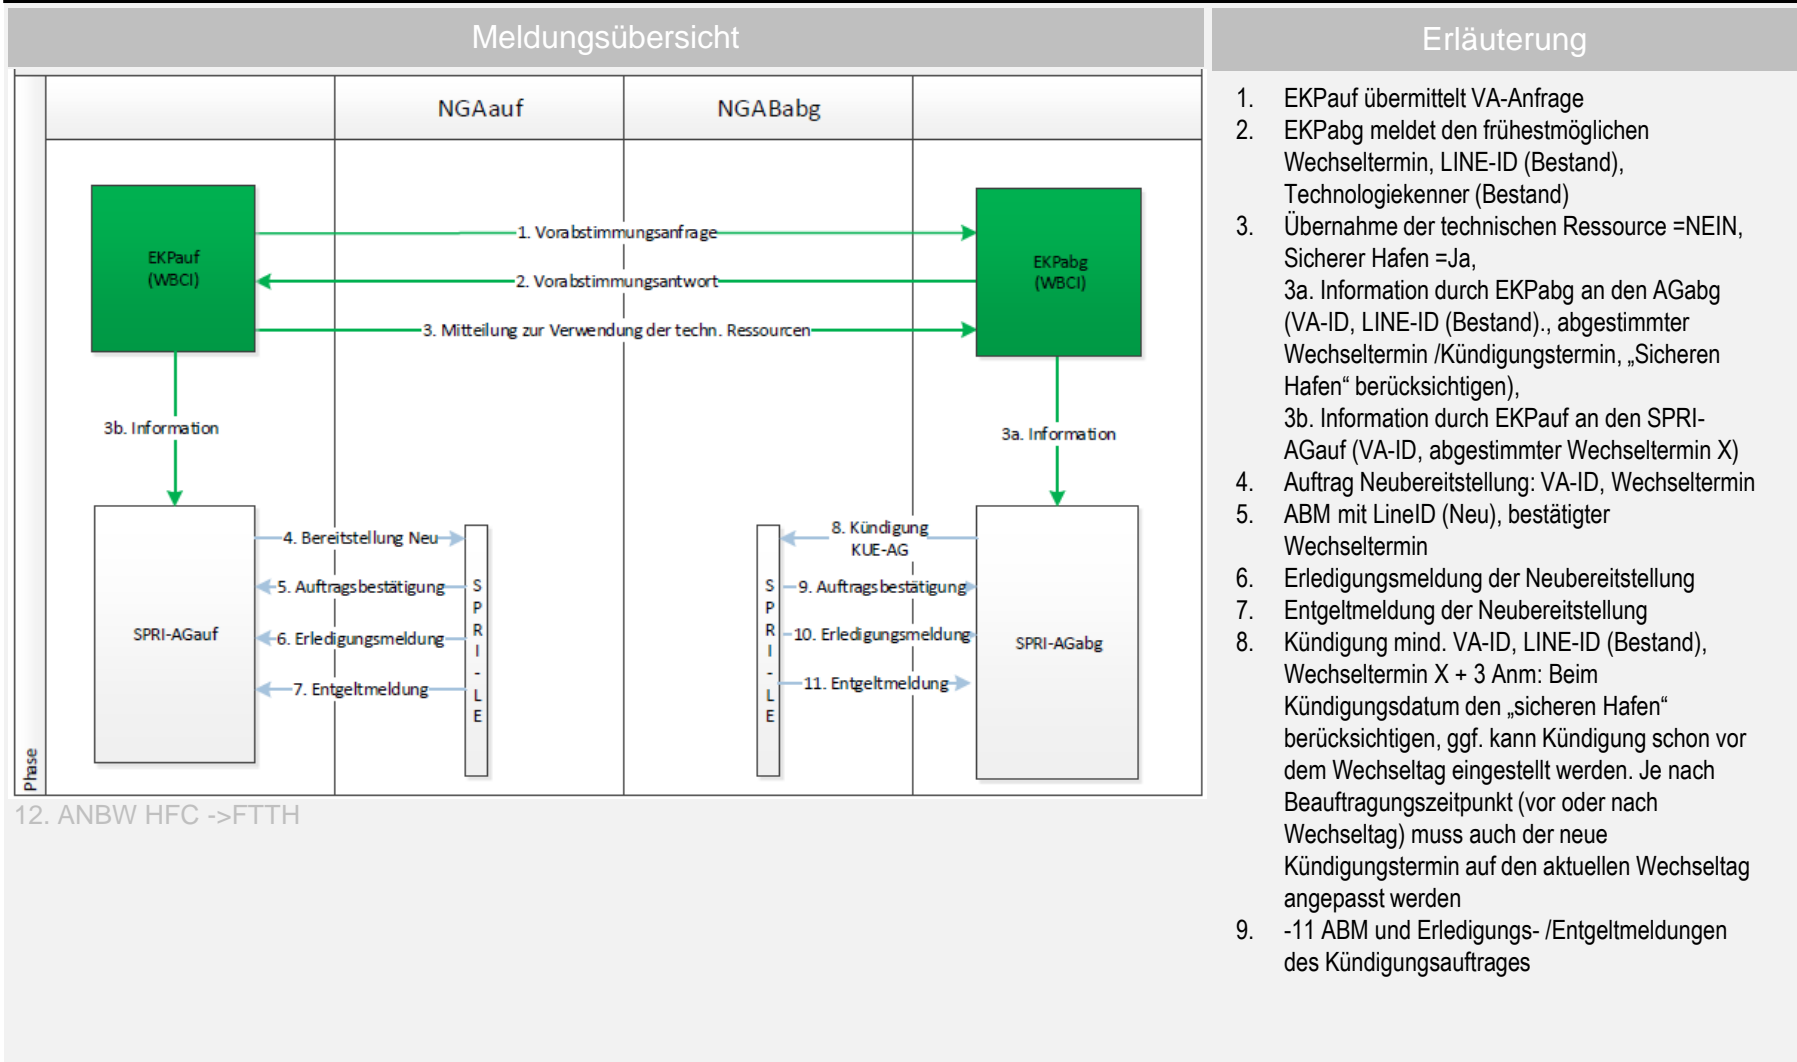 Meldungsübersicht
Erläuterung
NGAauf
NGABabg
EKPauf
(WBCI)
EKPabg
(WBCI)
1. Vorabstimmungsanfrage
2. Vorabstimmungsantwort
3. Mitteilung zur Verwendung der techn. Ressourcen
3b. Information
3a. Information
SPRI-AGauf
4. Bereitstellung Neu
5. Auftragsbestätigung
6. Erledigungsmeldung
7. Entgeltmeldung
S
P
R
I
-
L
E
S
P
R
I
-
L
E
8. Kündigung
KUE-AG
9. Auftragsbestätigung
10. Erledigungsmeldung
11. Entgeltmeldung
SPRI-AGabg
Phase
12. ANBW HFC ->FTTH
1. EKPauf übermittelt VA-Anfrage
2. EKPabg meldet den frühestmöglichen
Wechseltermin, LINE-ID (Bestand),
Technologiekenner (Bestand)
3. Übernahme der technischen Ressource =NEIN,
Sicherer Hafen =Ja,
3a. Information durch EKPabg an den AGabg
(VA-ID, LINE-ID (Bestand)., abgestimmter
Wechseltermin /Kündigungstermin, „Sicheren
Hafen“ berücksichtigen),
3b. Information durch EKPauf an den SPRI-
AGauf (VA-ID, abgestimmter Wechseltermin X)
4. Auftrag Neubereitstellung: VA-ID, Wechseltermin
5. ABM mit LineID (Neu), bestätigter
Wechseltermin
6. Erledigungsmeldung der Neubereitstellung
7. Entgeltmeldung der Neubereitstellung
8. Kündigung mind. VA-ID, LINE-ID (Bestand),
Wechseltermin X + 3 Anm: Beim
Kündigungsdatum den „sicheren Hafen“
berücksichtigen, ggf. kann Kündigung schon vor
dem Wechseltag eingestellt werden. Je nach
Beauftragungszeitpunkt (vor oder nach
Wechseltag) muss auch der neue
Kündigungstermin auf den aktuellen Wechseltag
angepasst werden
9. -11 ABM und Erledigungs- /Entgeltmeldungen
des Kündigungsauftrages